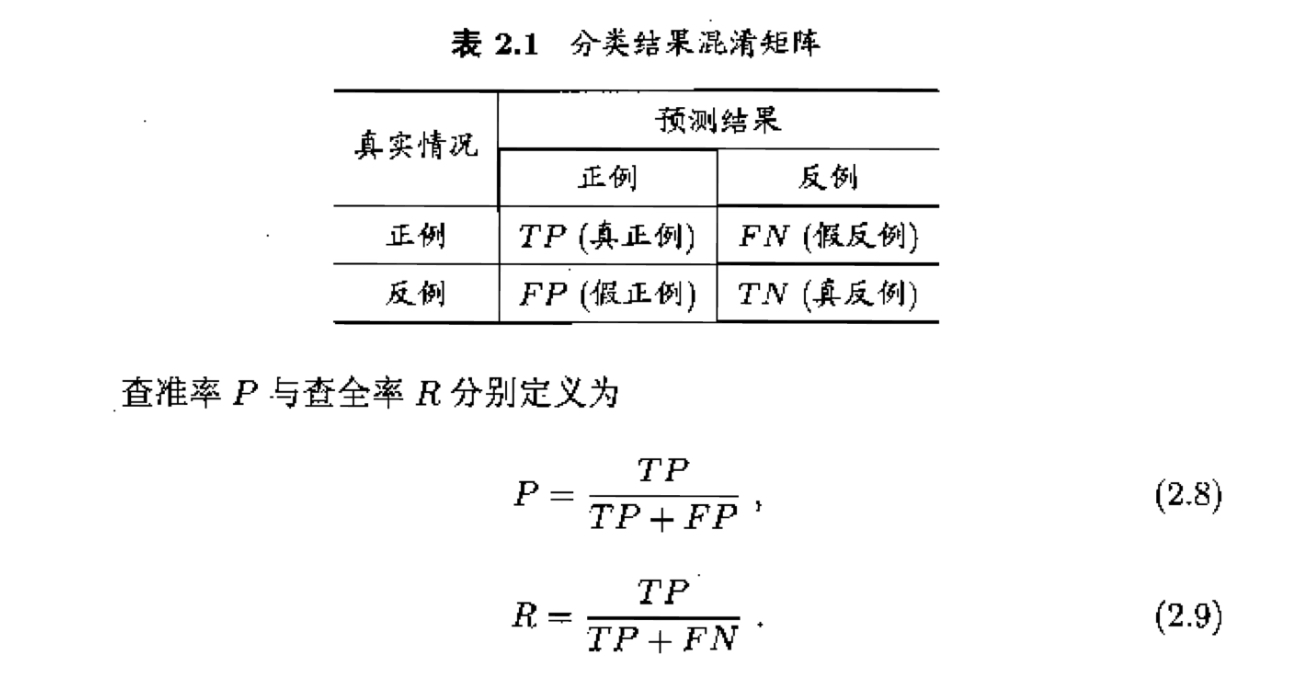 表 2.1 分类结果混淆矩阵
真实情况 预测结果
正例 反例
正例 TP (真正例) FN (假反例)
反例 FP (假正例) TN (真反例)
查准率 P 与查全率 R 分别定义为
P = TP / (TP + FP) , (2.8)
R = TP / (TP + FN) . (2.9)